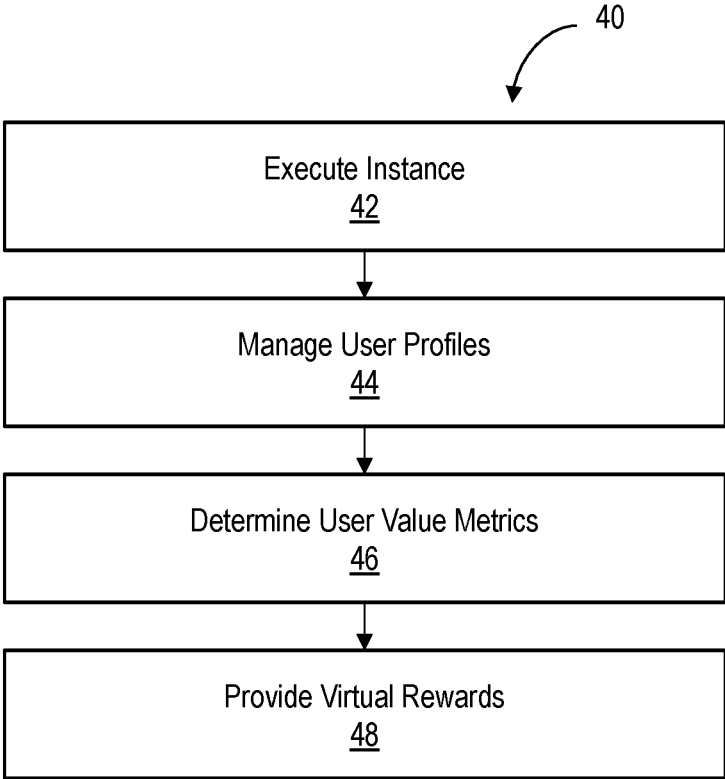 40
Execute Instance
42
Manage User Profiles
44
Determine User Value Metrics
46
Provide Virtual Rewards
48